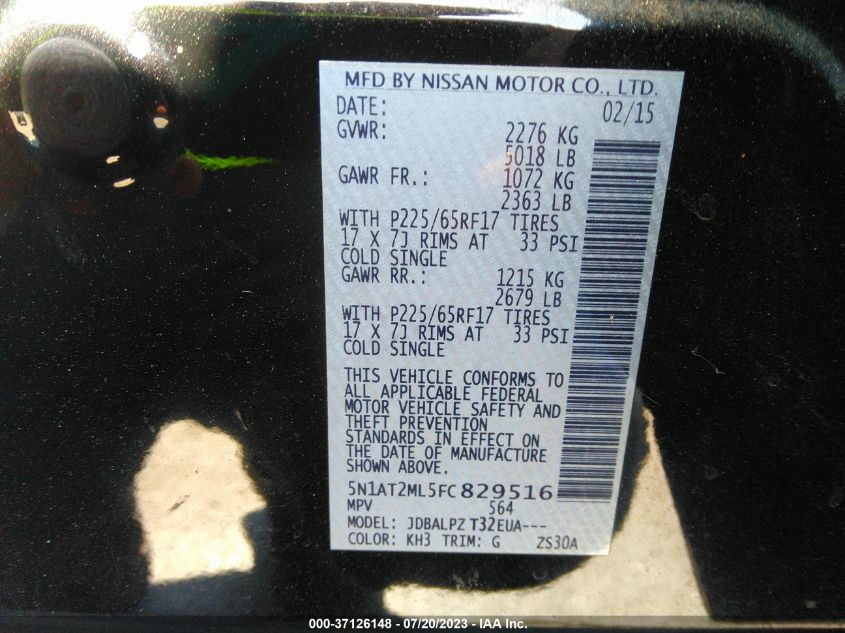 MFD BY NISSAN MOTOR CO., LTD.
DATE: 02/15
GVWR: 2276 KG
5018 LB
GAWR FR.: 1072 KG
2363 LB
WITH P225/65RF17 TIRES
17 X 7J RIMS AT 33 PSI
COLD SINGLE
GAWR RR.: 1215 KG
2679 LB
WITH P225/65RF17 TIRES
17 X 7J RIMS AT 33 PSI
COLD SINGLE
THIS VEHICLE CONFORMS TO
ALL APPLICABLE FEDERAL
MOTOR VEHICLE SAFETY AND
THEFT PREVENTION
STANDARDS IN EFFECT ON
THE DATE OF MANUFACTURE
SHOWN ABOVE.
5N1AT2ML5FC829516
MPV 564
MODEL: JDBALPZ T32EUA---
COLOR: KH3 TRIM: G ZS30A
000-37126148 - 07/20/2023 - IAA Inc.